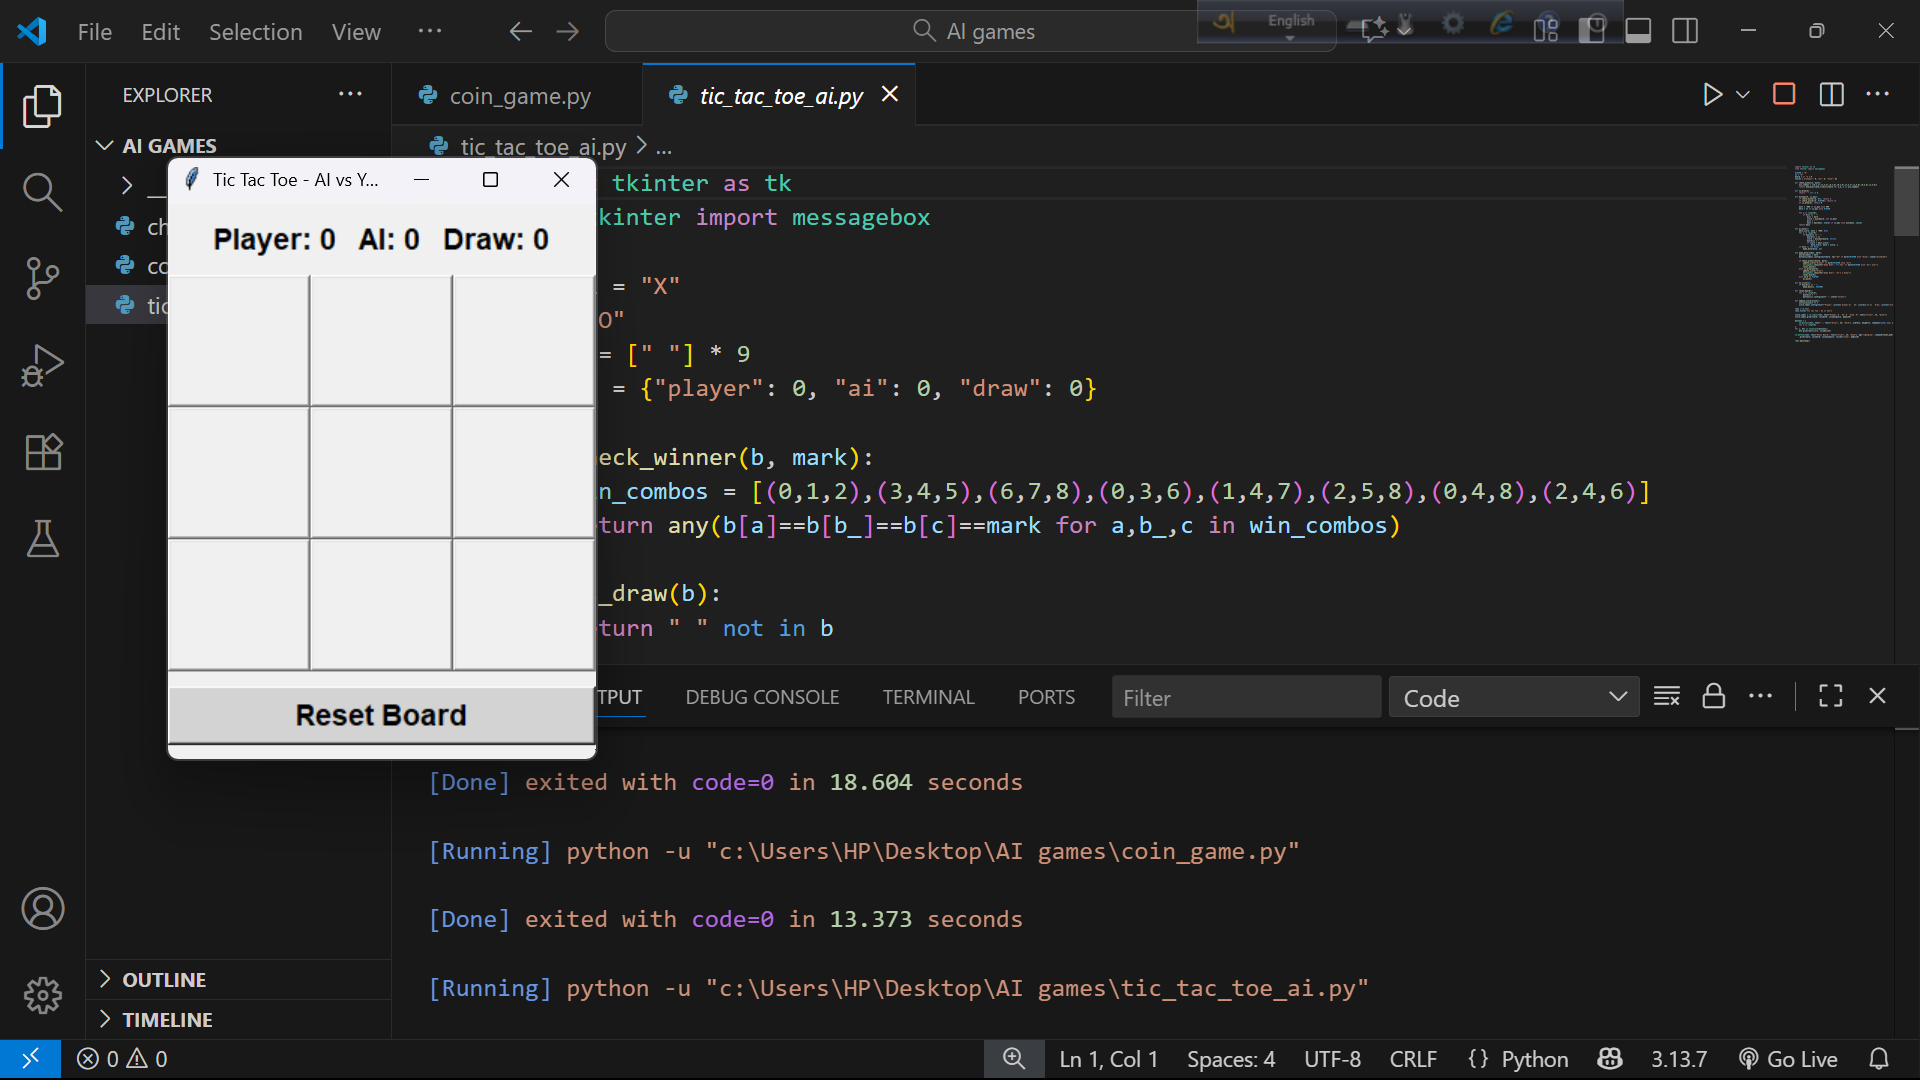 File Edit Selection View ... AI games অ English
EXPLORER ...
coin_game.py tic_tac_toe_ai.py
AI GAMES
tic_tac_toe_ai.py > ...
Tic Tac Toe - AI vs Y...
Player: 0 AI: 0 Draw: 0
Reset Board
ch
co
tic
tkinter as tk
kinter import messagebox
= "X"
O"
= [" "] * 9
= {"player": 0, "ai": 0, "draw": 0}
eck_winner(b, mark):
n_combos = [(0,1,2),(3,4,5),(6,7,8),(0,3,6),(1,4,7),(2,5,8),(0,4,8),(2,4,6)]
turn any(b[a]==b[b_]==b[c]==mark for a,b_,c in win_combos)
_draw(b):
turn " " not in b
TPUT DEBUG CONSOLE TERMINAL PORTS Filter Code ...
[Done] exited with code=0 in 18.604 seconds
[Running] python -u "c:\Users\HP\Desktop\AI games\coin_game.py"
[Done] exited with code=0 in 13.373 seconds
[Running] python -u "c:\Users\HP\Desktop\AI games\tic_tac_toe_ai.py"
OUTLINE
TIMELINE
0 0 Ln 1, Col 1 Spaces: 4 UTF-8 CRLF {} Python 3.13.7 Go Live